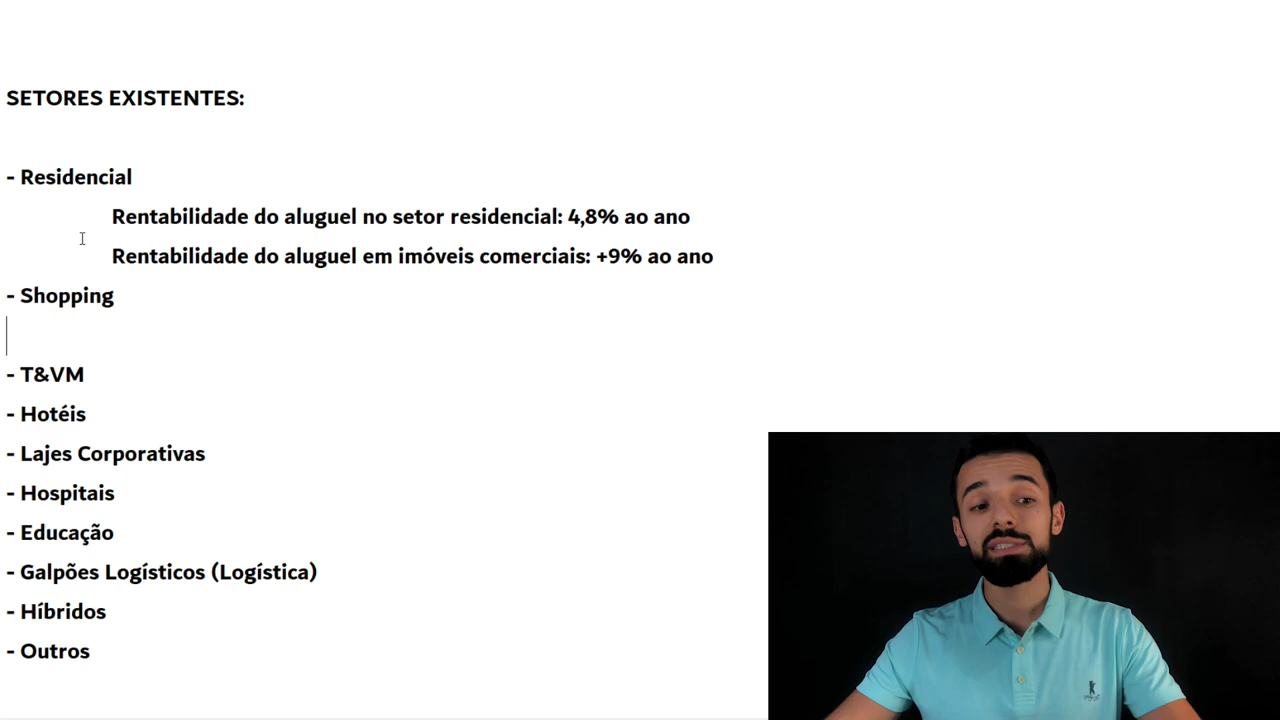 SETORES EXISTENTES:
- Residencial
Rentabilidade do aluguel no setor residencial: 4,8% ao ano
Rentabilidade do aluguel em imóveis comerciais: +9% ao ano
- Shopping
- T&VM
- Hotéis
- Lajes Corporativas
- Hospitais
- Educação
- Galpões Logísticos (Logística)
- Híbridos
- Outros